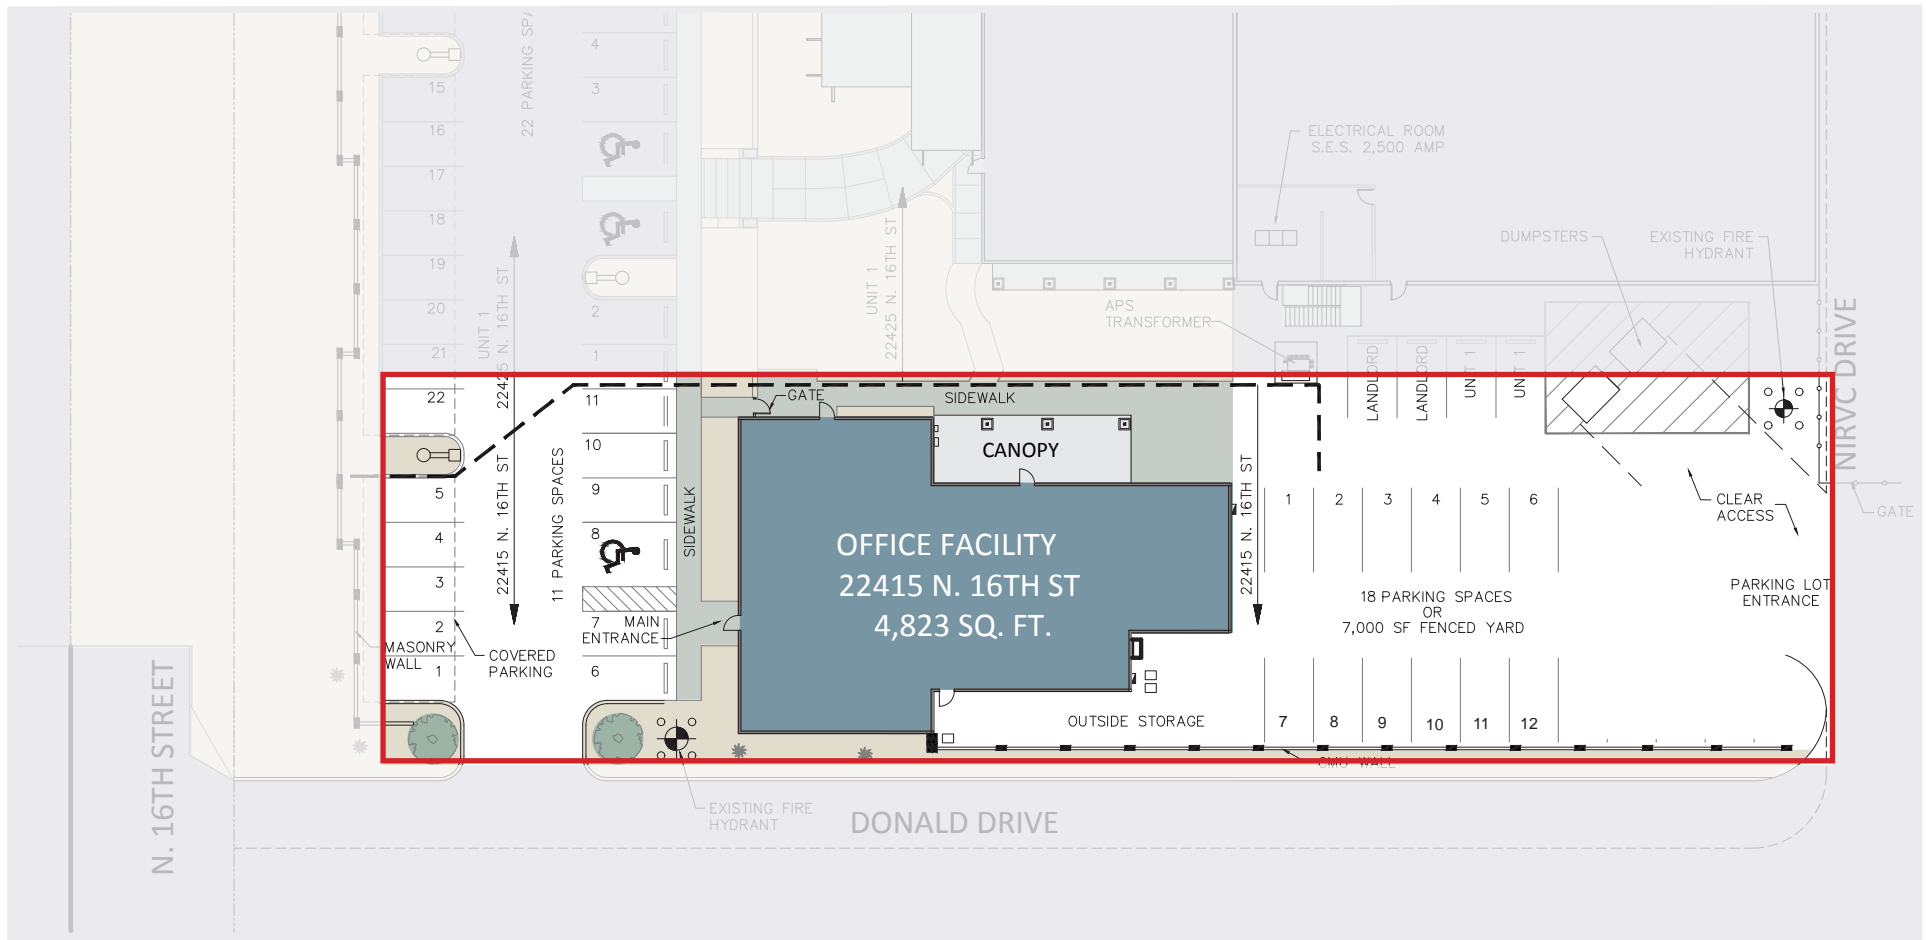 4
3
2
1
22 PARKING SPA
15
16
17
18
19
20
21
UNIT 1
22425 N. 16TH ST
UNIT 1
22425 N. 16TH ST
ELECTRICAL ROOM
S.E.S. 2,500 AMP
DUMPSTERS
EXISTING FIRE
HYDRANT
APS
TRANSFORMER
NIRVC DRIVE
LANDLORD
LANDLORD
UNIT 1
UNIT 1
22
11
GATE
SIDEWALK
CANOPY
10
9
8
7
6
5
4
3
2
1
22415 N. 16TH ST
11 PARKING SPACES
SIDEWALK
OFFICE FACILITY
22415 N. 16TH ST
4,823 SQ. FT.
22415 N. 16TH ST
1
2
3
4
5
6
CLEAR
ACCESS
GATE
PARKING LOT
ENTRANCE
18 PARKING SPACES
OR
7,000 SF FENCED YARD
MAIN
ENTRANCE
MASONRY
WALL
COVERED
PARKING
OUTSIDE STORAGE
7
8
9
10
11
12
CMU WALL
EXISTING FIRE
HYDRANT
N. 16TH STREET
DONALD DRIVE